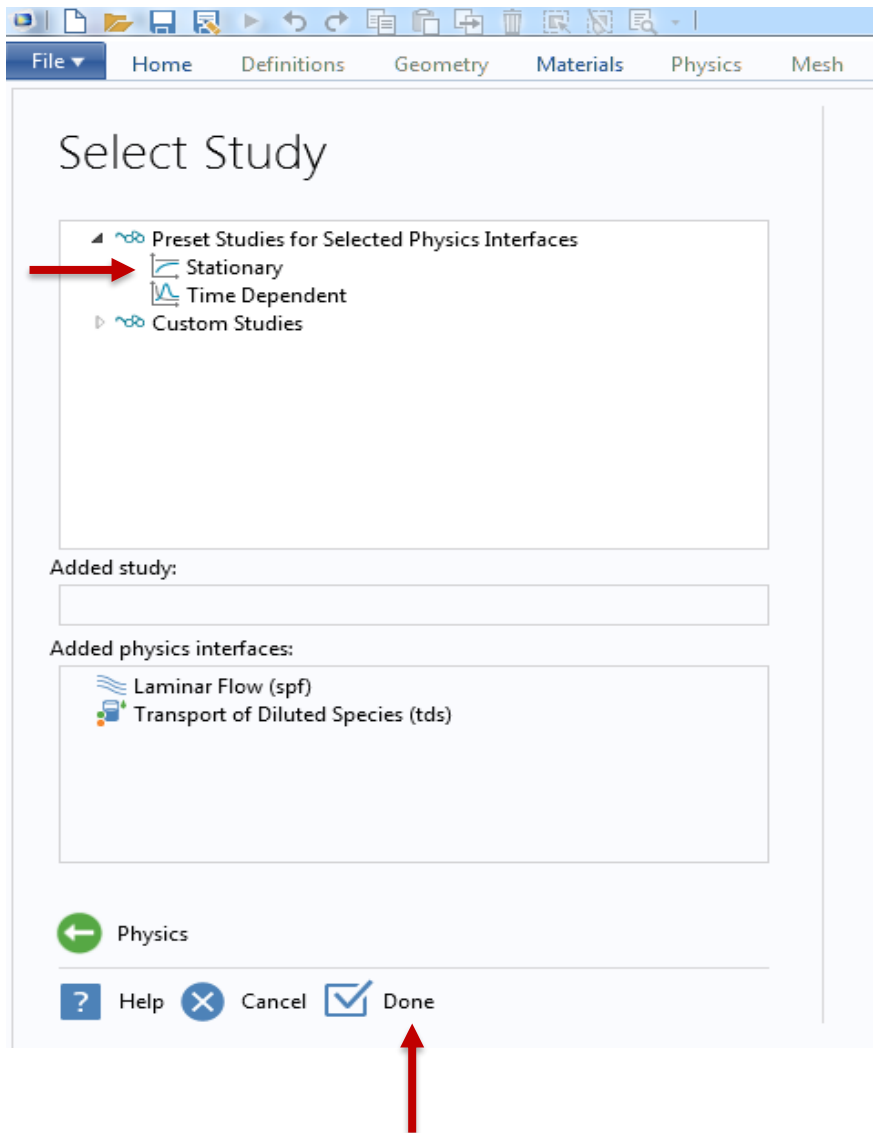 File Home Definitions Geometry Materials Physics Mesh
Select Study
Preset Studies for Selected Physics Interfaces
Stationary
Time Dependent
Custom Studies
Added study:
Added physics interfaces:
Laminar Flow (spf)
Transport of Diluted Species (tds)
Physics
? Help Cancel Done